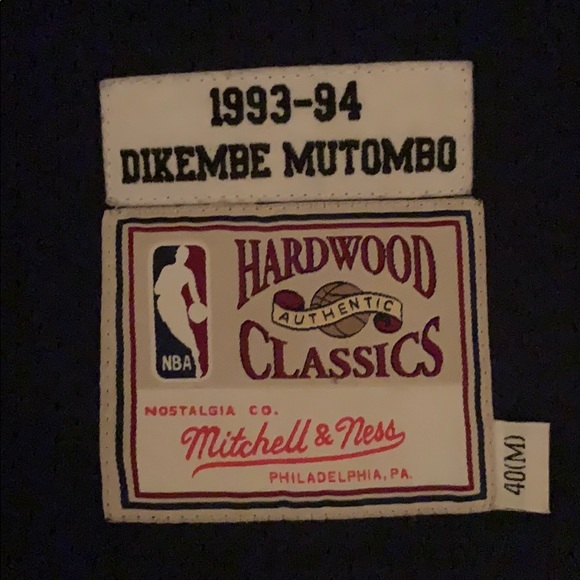 1993-94
DIKEMBE MUTOMBO
HARDWOOD
AUTHENTIC
CLASSICS
NBA
NOSTALGIA CO.
Mitchell & Ness
PHILADELPHIA, PA.
40(M)